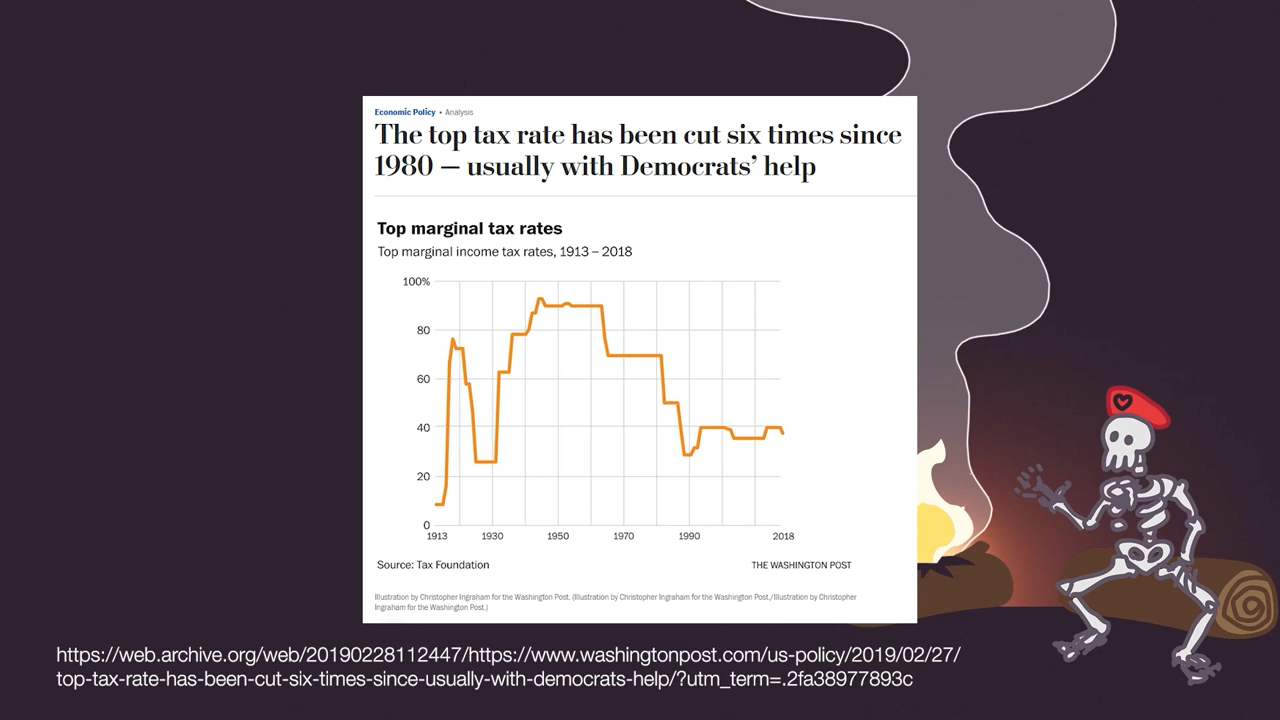 Economic Policy • Analysis
The top tax rate has been cut six times since
1980 — usually with Democrats' help
Top marginal tax rates
Top marginal income tax rates, 1913 – 2018
100%
80
60
40
20
0
1913 1930 1950 1970 1990 2018
Source: Tax Foundation THE WASHINGTON POST
Illustration by Christopher Ingraham for the Washington Post. (Illustration by Christopher Ingraham for the Washington Post./Illustration by Christopher
Ingraham for the Washington Post.)
https://web.archive.org/web/20190228112447/https://www.washingtonpost.com/us-policy/2019/02/27/
top-tax-rate-has-been-cut-six-times-since-usually-with-democrats-help/?utm_term=.2fa38977893c